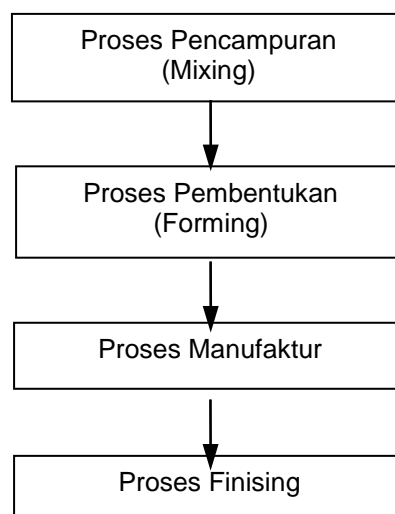 Proses Pencampuran
(Mixing)
Proses Pembentukan
(Forming)
Proses Manufaktur
Proses Finising